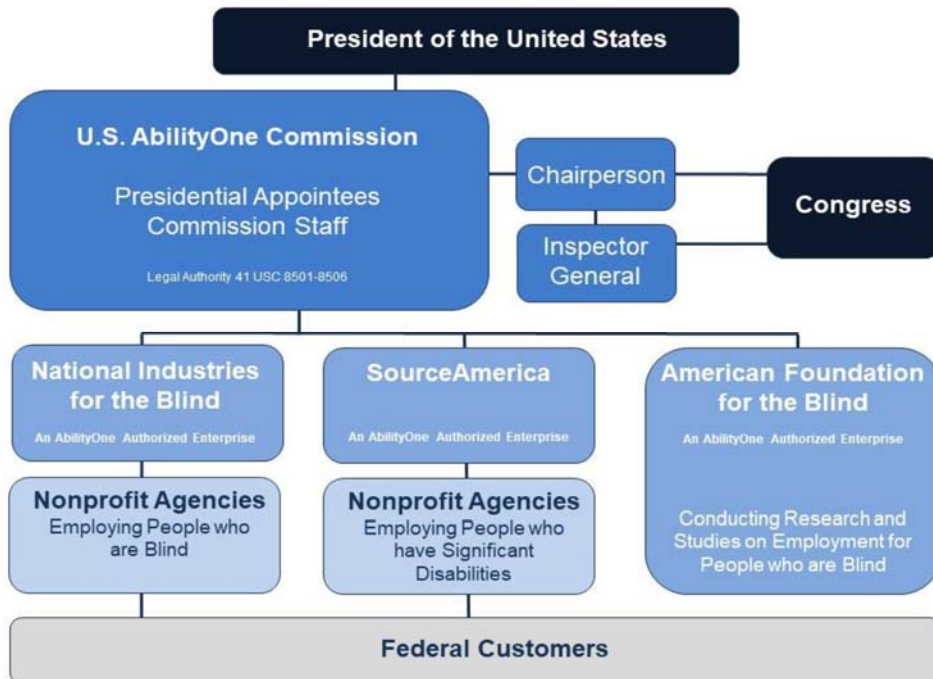 President of the United States
U.S. AbilityOne Commission
Presidential Appointees
Commission Staff
Legal Authority 41 USC 8501-8506
Chairperson
Inspector
General
Congress
National Industries
for the Blind
An AbilityOne Authorized Enterprise
SourceAmerica
An AbilityOne Authorized Enterprise
American Foundation
for the Blind
An AbilityOne Authorized Enterprise
Conducting Research and
Studies on Employment for
People who are Blind
Nonprofit Agencies
Employing People who
are Blind
Nonprofit Agencies
Employing People who
have Significant
Disabilities
Federal Customers